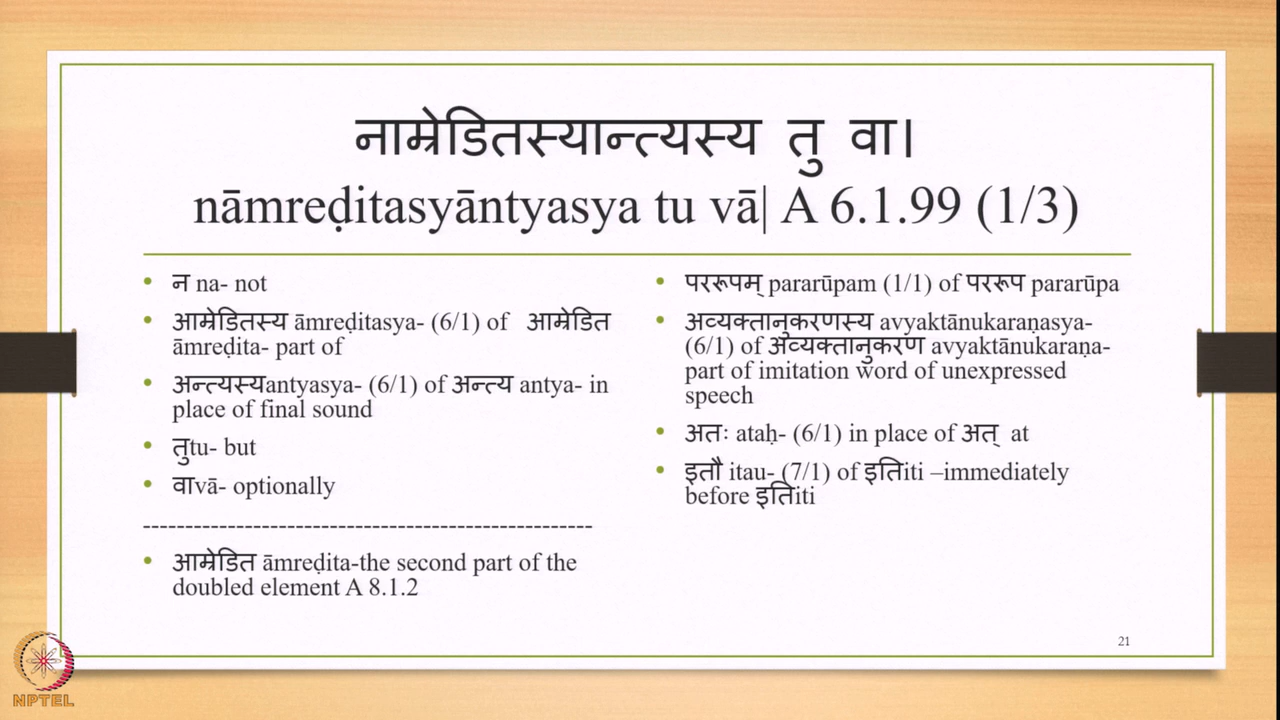 नाम्रेडितस्यान्त्यस्य तु वा।
nāmreḍitasyāntyasya tu vā| A 6.1.99 (1/3)
• न na- not
• आम्रेडितस्य āmreḍitasya- (6/1) of आम्रेडित
āmreḍita- part of
• अन्त्यस्यantyasya- (6/1) of अन्त्य antya- in
place of final sound
• तुtu- but
• वाvā- optionally
-----------------------------------------------------
• आम्रेडित āmreḍita-the second part of the
doubled element A 8.1.2
• पररूपम् pararūpam (1/1) of पररूप pararūpa
• अव्यक्तानुकरणस्य avyaktānukaraṇasya-
(6/1) of अव्यक्तानुकरण avyaktānukaraṇa-
part of imitation word of unexpressed
speech
• अतः ataḥ- (6/1) in place of अत् at
• इतौ itau- (7/1) of इतिiti –immediately
before इतिiti
21
NPTEL